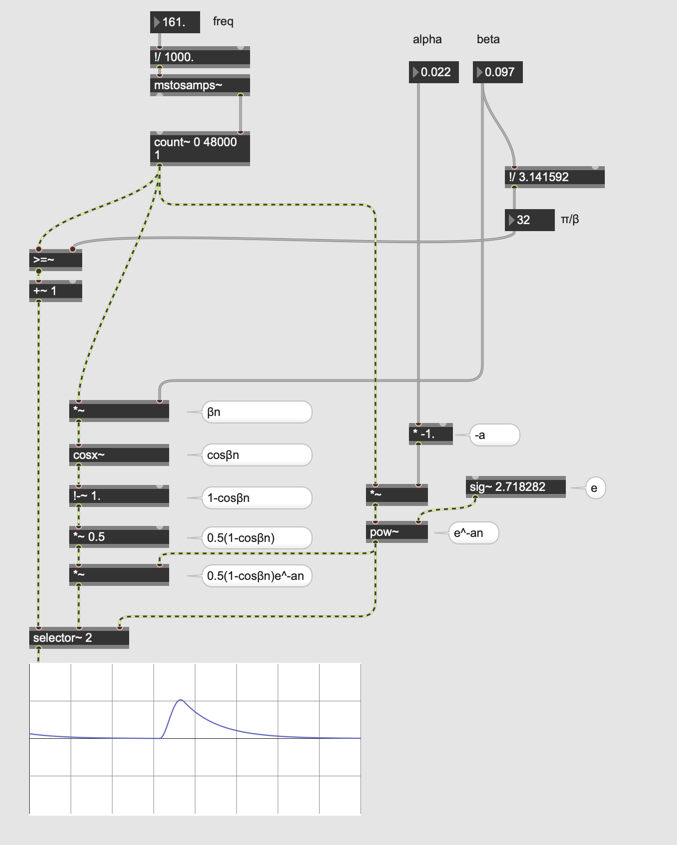 161.
freq
!/ 1000.
mstosamps~
alpha
beta
0.022
0.097
count~ 0 48000
1
!/ 3.141592
32
π/β
>=~
+~ 1
*~
βn
* -1.
-a
cosx~
cosβn
!-~ 1.
1-cosβn
*~
sig~ 2.718282
e
*~ 0.5
0.5(1-cosβn)
pow~
e^-an
*~
0.5(1-cosβn)e^-an
selector~ 2